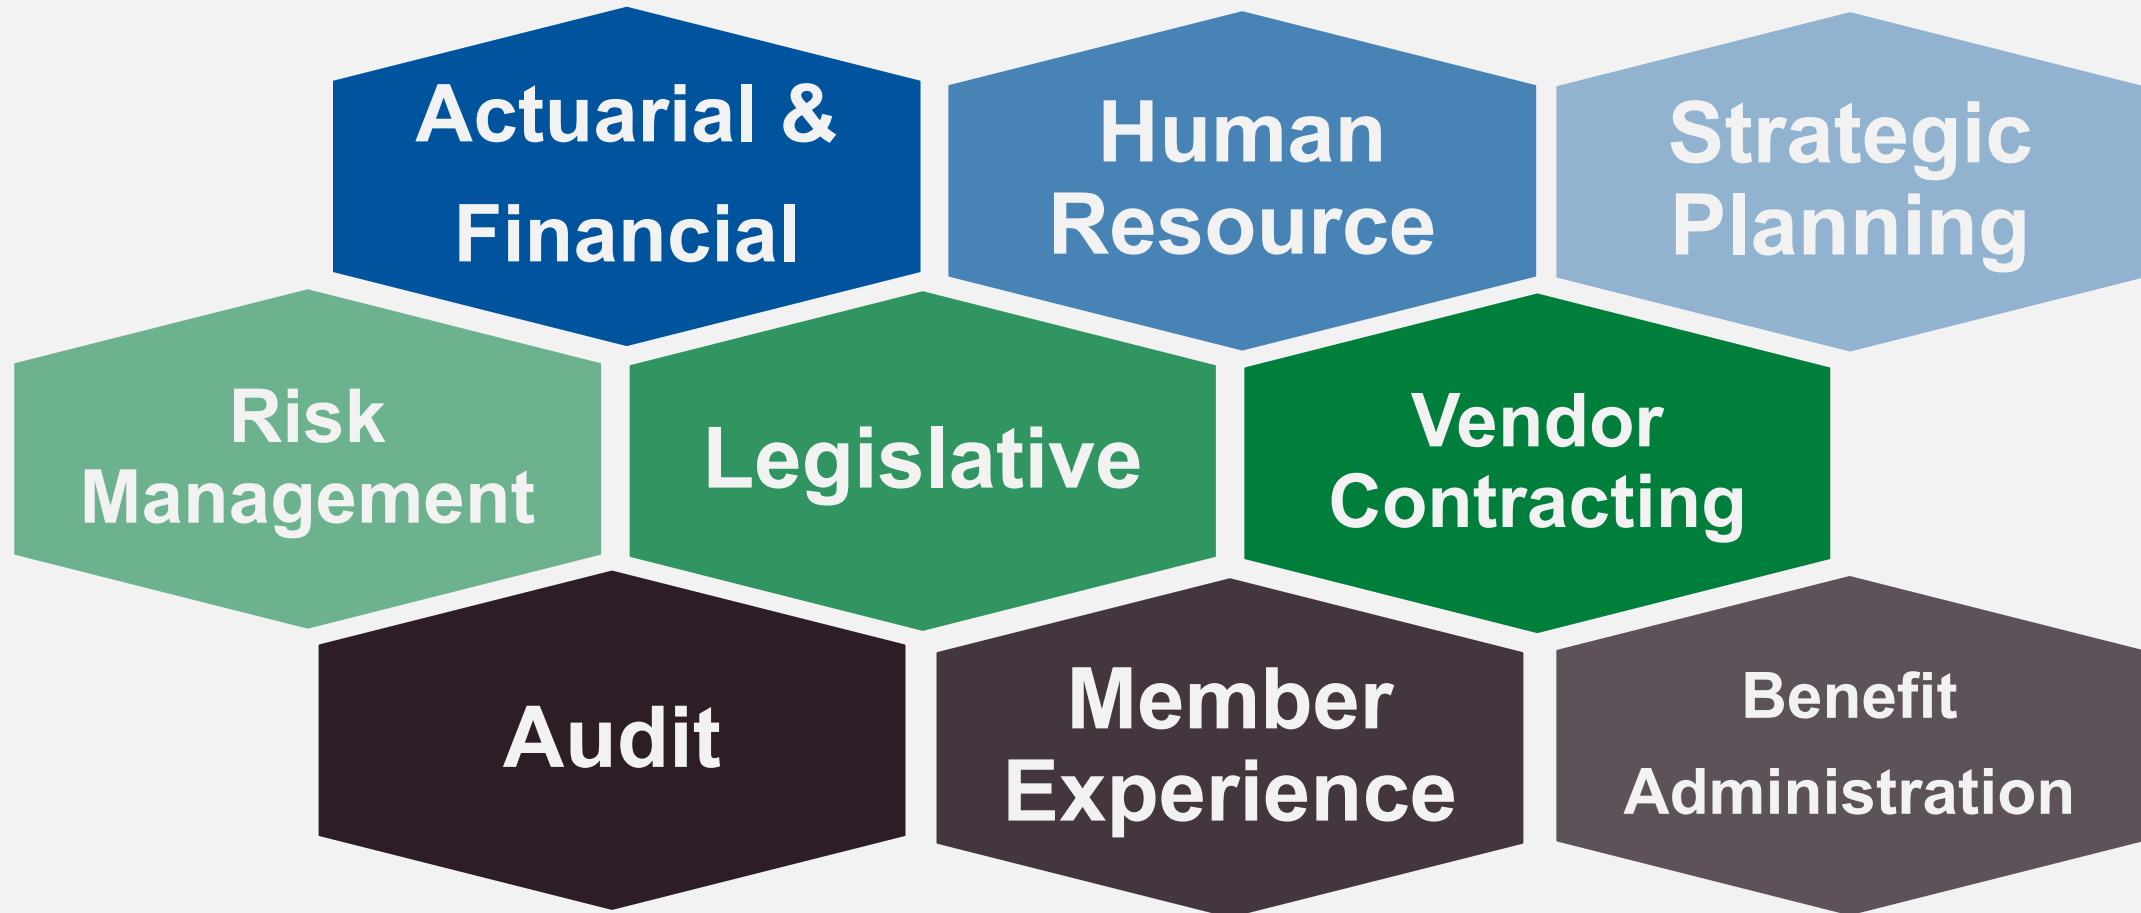 Actuarial &
Financial
Human
Resource
Strategic
Planning
Risk
Management
Legislative
Vendor
Contracting
Audit
Member
Experience
Benefit
Administration